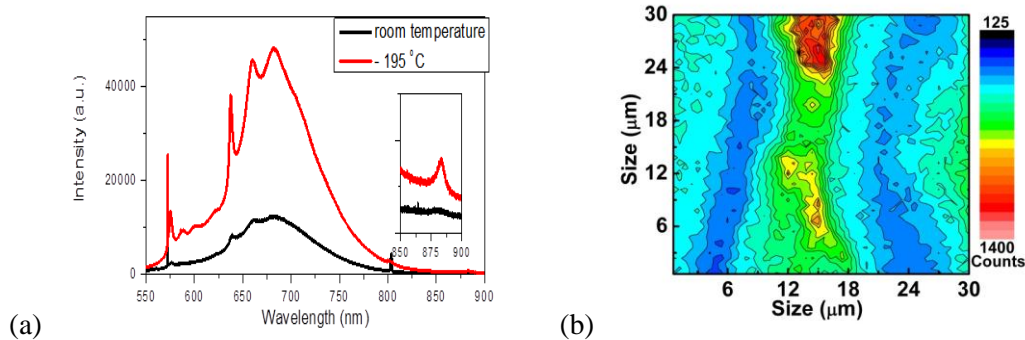 room temperature
- 195 °C
Intensity (a.u.)
40000
20000
0
550 600 650 700 750 800 850 900
Wavelength (nm)
850 875 900
(a)
30
24
18
12
6
Size (μm)
6 12 18 24 30
Size (μm)
125
1400
Counts
(b)